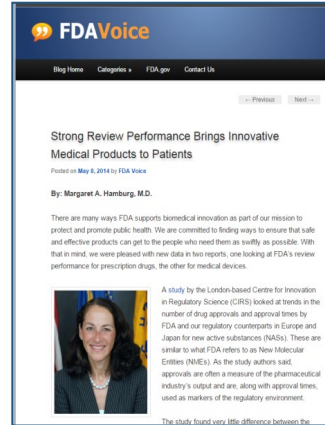 FDAVoice
Blog Home Categories » FDA.gov Contact Us
← Previous Next →
Strong Review Performance Brings Innovative
Medical Products to Patients
Posted on May 8, 2014 by FDA Voice
By: Margaret A. Hamburg, M.D.
There are many ways FDA supports biomedical innovation as part of our mission to
protect and promote public health. We are committed to finding ways to ensure that safe
and effective products can get to the people who need them as swiftly as possible. With
that in mind, we were pleased with new data in two reports, one looking at FDA's review
performance for prescription drugs, the other for medical devices.
A study by the London-based Centre for Innovation
in Regulatory Science (CIRS) looked at trends in the
number of drug approvals and approval times by
FDA and our regulatory counterparts in Europe and
Japan for new active substances (NASs). These are
similar to what FDA refers to as New Molecular
Entities (NMEs). As the study authors said,
approvals are often a measure of the pharmaceutical
industry's output and are, along with approval times,
used as markers of the regulatory environment.
The study found very little difference between the